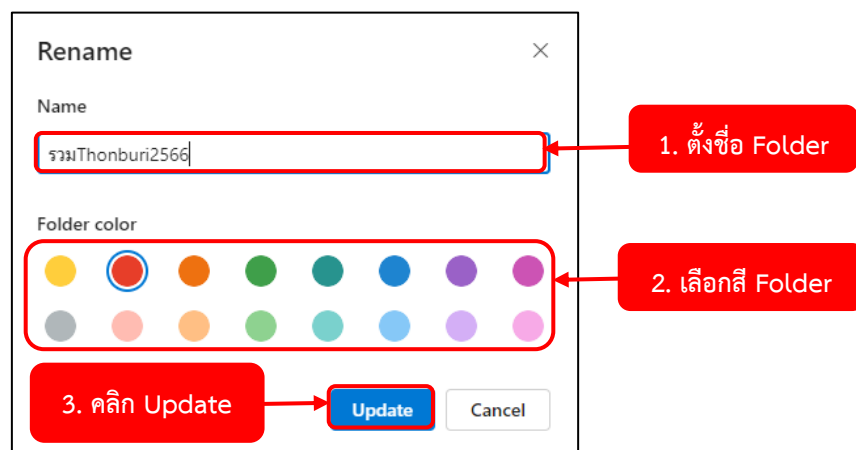 Rename
Name
รวมThonburi2566
1. ตั้งชื่อ Folder
Folder color
2. เลือกสี Folder
3. คลิก Update
Update
Cancel